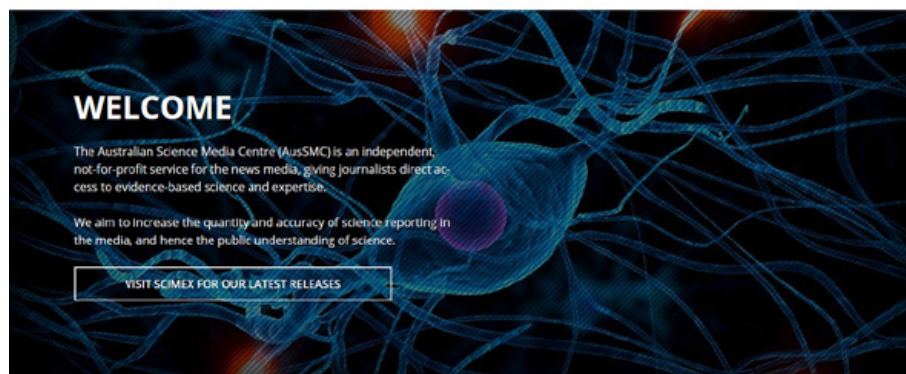 WELCOME
The Australian Science Media Centre (AusSMC) is an independent,
not-for-profit service for the news media, giving journalists direct ac-
cess to evidence-based science and expertise.
We aim to increase the quantity and accuracy of science reporting in
the media, and hence the public understanding of science.
VISIT SCIMEX FOR OUR LATEST RELEASES